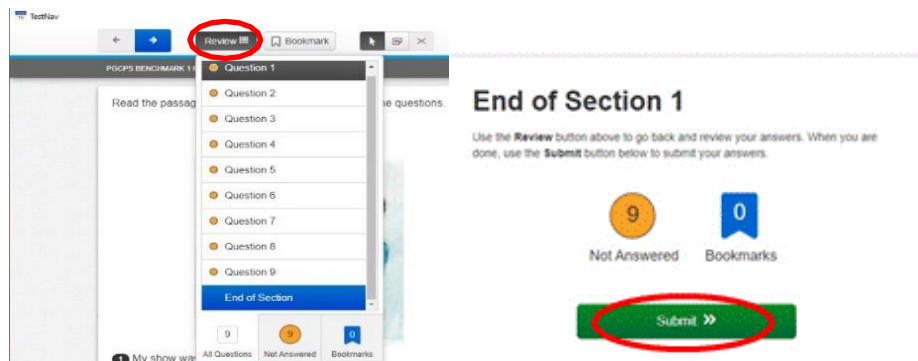 TestNav
Review
Bookmark
PGCPS BENCHMARK 1
Read the passag
e questions.
Question 1
Question 2
Question 3
Question 4
Question 5
Question 6
Question 7
Question 8
Question 9
End of Section
9
9
0
All Questions
Not Answered
Bookmarks
1 My show was
End of Section 1
Use the Review button above to go back and review your answers. When you are
done, use the Submit button below to submit your answers.
9
0
Not Answered
Bookmarks
Submit »